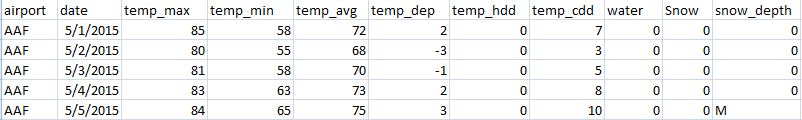 airport date temp_max temp_min temp_avg temp_dep temp_hdd temp_cdd water Snow snow_depth
AAF 5/1/2015 85 58 72 2 0 7 0 0 0
AAF 5/2/2015 80 55 68 -3 0 3 0 0 0
AAF 5/3/2015 81 58 70 -1 0 5 0 0 0
AAF 5/4/2015 83 63 73 2 0 8 0 0 0
AAF 5/5/2015 84 65 75 3 0 10 0 0 M